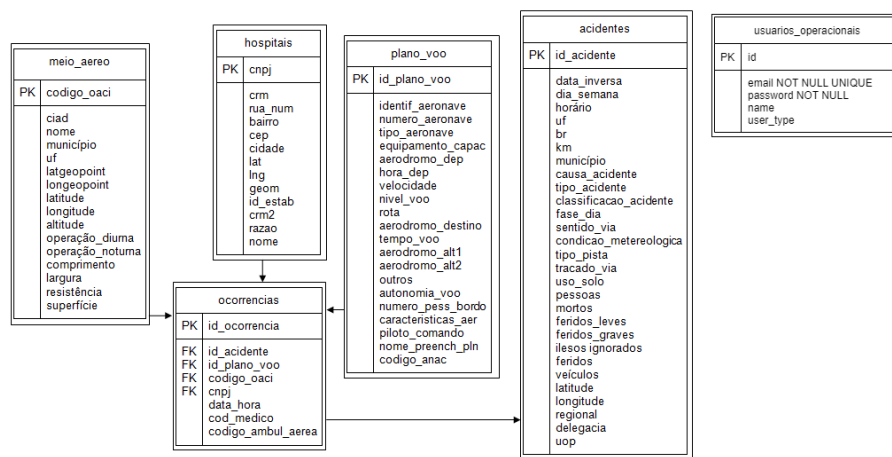 meio_aereo
PK codigo_oaci
ciad
nome
município
uf
latgeopoint
longeopoint
latitude
longitude
altitude
operação_diurna
operação_noturna
comprimento
largura
resistência
superfície
hospitais
PK cnpj
crm
rua_num
bairro
cep
cidade
lat
lng
geom
id_estab
crm2
razao
nome
plano_voo
PK id_plano_voo
identif_aeronave
numero_aeronave
tipo_aeronave
equipamento_capac
aerodromo_dep
hora_dep
velocidade
nivel_voo
rota
aerodromo_destino
tempo_voo
aerodromo_alt1
aerodromo_alt2
outros
autonomia_voo
numero_pess_bordo
caracteristicas_aer
piloto_comando
nome_preench_pln
codigo_anac
ocorrencias
PK id_ocorrencia
FK id_acidente
FK id_plano_voo
FK codigo_oaci
FK cnpj
data_hora
cod_medico
codigo_ambul_aerea
acidentes
PK id_acidente
data_inversa
dia_semana
horário
uf
br
km
município
causa_acidente
tipo_acidente
classificacao_acidente
fase_dia
sentido_via
condicao_metereologica
tipo_pista
tracado_via
uso_solo
pessoas
mortos
feridos_leves
feridos_graves
ilesos ignorados
feridos
veículos
latitude
longitude
regional
delegacia
uop
usuarios_operacionais
PK id
email NOT NULL UNIQUE
password NOT NULL
name
user_type